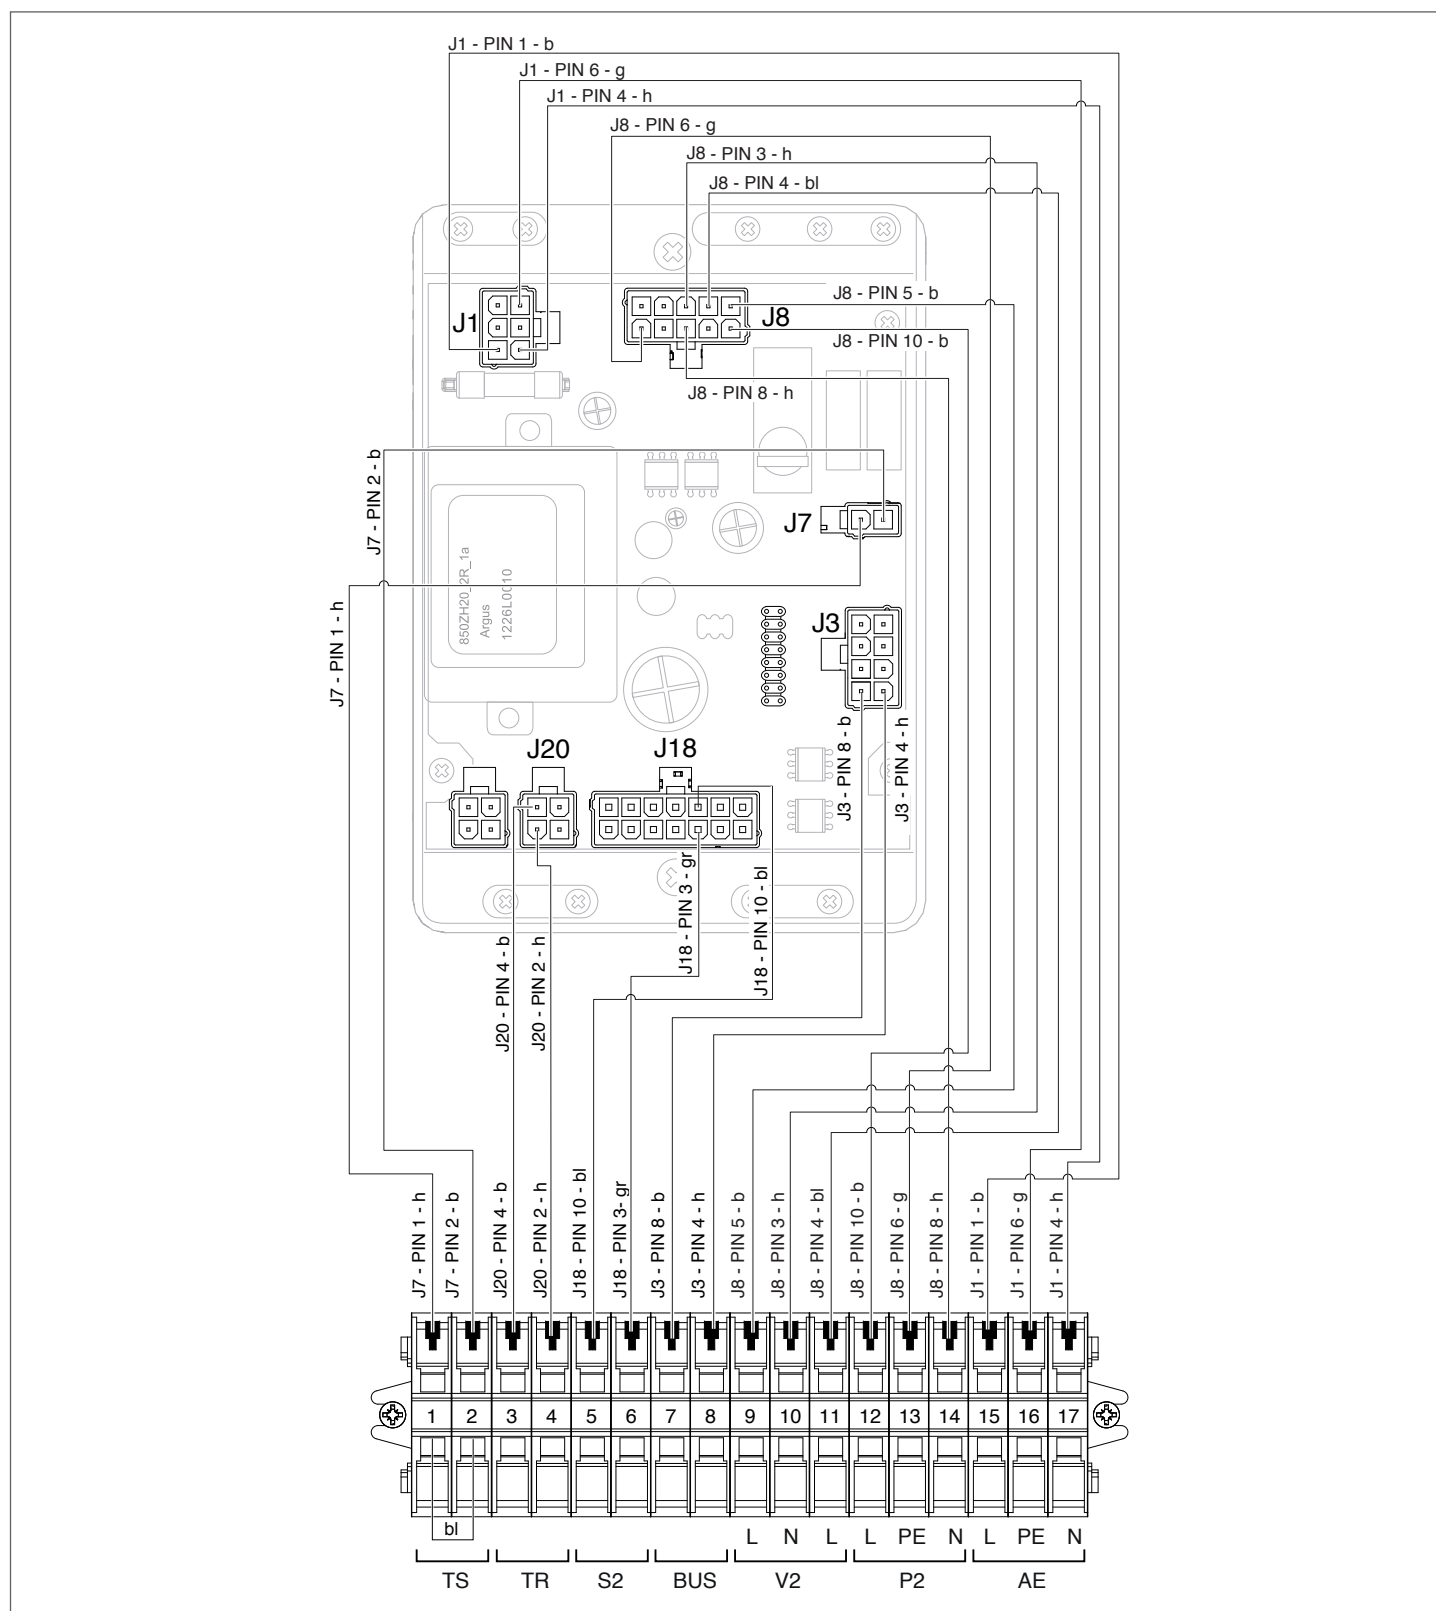 J1 - PIN 1 - b
J1 - PIN 6 - g
J1 - PIN 4 - h
J8 - PIN 6 - g
J8 - PIN 3 - h
J8 - PIN 4 - bl
J8 - PIN 5 - b
J1
J8
J8 - PIN 10 - b
J8 - PIN 8 - h
J7 - PIN 2 - b
J7
J7 - PIN 1 - h
850ZH20_2R_1a
Argus
1226L0010
J3
J20
J18
J3 - PIN 8 - b
J3 - PIN 4 - h
J18 - PIN 3 - gr
J18 - PIN 10 - bl
J20 - PIN 4 - b
J20 - PIN 2 - h
J7 - PIN 1 - h
J7 - PIN 2 - b
J20 - PIN 4 - b
J20 - PIN 2 - h
J18 - PIN 10 - bl
J18 - PIN 3- gr
J3 - PIN 8 - b
J3 - PIN 4 - h
J8 - PIN 5 - b
J8 - PIN 3 - h
J8 - PIN 4 - bl
J8 - PIN 10 - b
J8 - PIN 6 - g
J8 - PIN 8 - h
J1 - PIN 1 - b
J1 - PIN 6 - g
J1 - PIN 4 - h
1 2 3 4 5 6 7 8 9 10 11 12 13 14 15 16 17
bl
L N L L PE N L PE N
TS TR S2 BUS V2 P2 AE